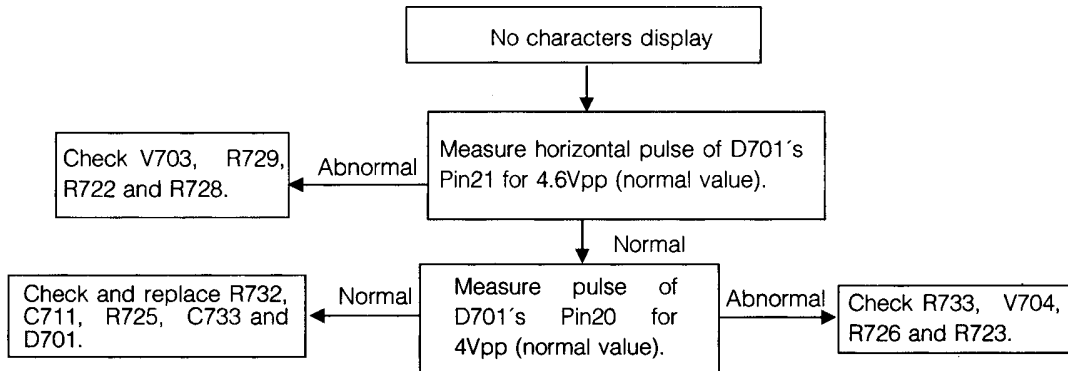 No characters display
Measure horizontal pulse of D701´s
Pin21 for 4.6Vpp (normal value).
Abnormal
Check V703, R729,
R722 and R728.
Normal
Measure pulse of
D701´s Pin20 for
4Vpp (normal value).
Normal
Check and replace R732,
C711, R725, C733 and
D701.
Abnormal
Check R733, V704,
R726 and R723.